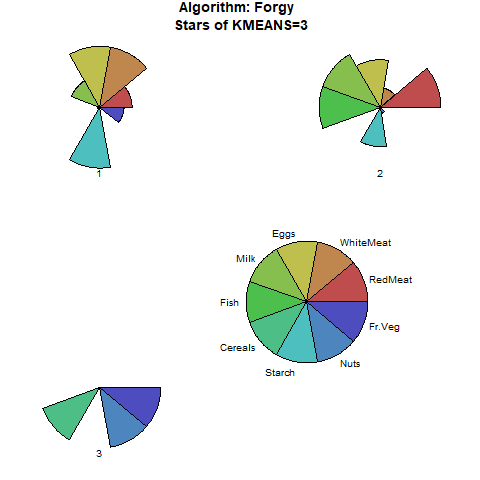 Algorithm: Forgy
Stars of KMEANS=3
1
2
Eggs
WhiteMeat
Milk
RedMeat
Fish
Fr.Veg
Cereals
Nuts
Starch
3